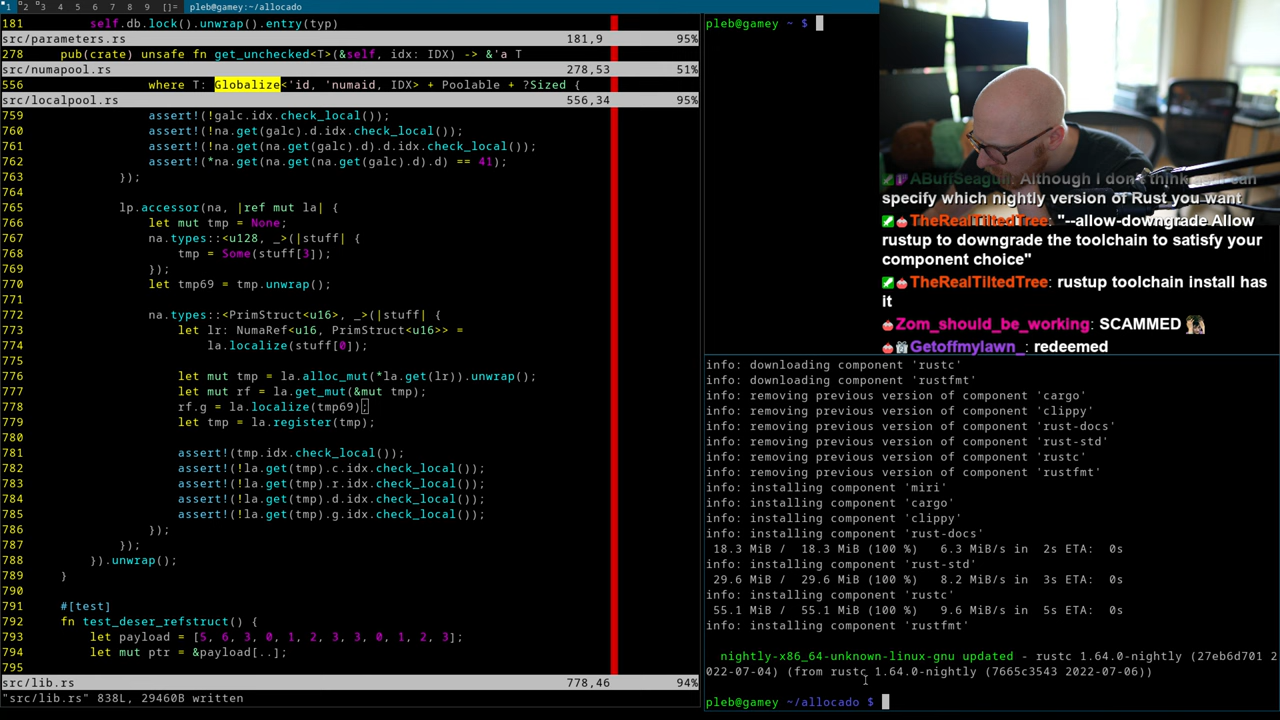 1 2 3 4 5 6 7 8 9 []= pleb@gamey:~/allocado
181 self.db.lock().unwrap().entry(typ)
src/parameters.rs 181,9 95%
278 pub(crate) unsafe fn get_unchecked<T>(&self, idx: IDX) -> &'a T
src/numapool.rs 278,53 51%
556 where T: Globalize<'id, 'numaid, IDX> + Poolable + ?Sized {
src/localpool.rs 556,34 95%
759 assert!(!galc.idx.check_local());
760 assert!(!na.get(galc).d.idx.check_local());
761 assert!(!na.get(na.get(galc).d).d.idx.check_local());
762 assert!(*na.get(na.get(na.get(galc).d).d) == 41);
763 });
764
765 lp.accessor(na, |ref mut la| {
766 let mut tmp = None;
767 na.types::<u128, _>(|stuff| {
768 tmp = Some(stuff[3]);
769 });
770 let tmp69 = tmp.unwrap();
771
772 na.types::<PrimStruct<u16>, _>(|stuff| {
773 let lr: NumaRef<u16, PrimStruct<u16>> =
774 la.localize(stuff[0]);
775
776 let mut tmp = la.alloc_mut(*la.get(lr)).unwrap();
777 let mut rf = la.get_mut(&mut tmp);
778 rf.g = la.localize(tmp69);
779 let tmp = la.register(tmp);
780
781 assert!(tmp.idx.check_local());
782 assert!(!la.get(tmp).c.idx.check_local());
783 assert!(!la.get(tmp).r.idx.check_local());
784 assert!(!la.get(tmp).d.idx.check_local());
785 assert!(!la.get(tmp).g.idx.check_local());
786 });
787 });
788 }).unwrap();
789 }
790
791 #[test]
792 fn test_deser_refstruct() {
793 let payload = [5, 6, 3, 0, 1, 2, 3, 3, 0, 1, 2, 3];
794 let mut ptr = &payload[..];
795
src/lib.rs 778,46 94%
"src/lib.rs" 838L, 29460B written
pleb@gamey ~ $
ABuffSeagull: Although I don't think
specify which nightly version of Rust you want
TheRealTiltedTree: "--allow-downgrade Allow
rustup to downgrade the toolchain to satisfy your
component choice"
TheRealTiltedTree: rustup toolchain install has
it
Zom_should_be_working: SCAMMED
Getoffmylawn_: redeemed
info: downloading component 'rustc'
info: downloading component 'rustfmt'
info: removing previous version of component 'cargo'
info: removing previous version of component 'clippy'
info: removing previous version of component 'rust-docs'
info: removing previous version of component 'rust-std'
info: removing previous version of component 'rustc'
info: removing previous version of component 'rustfmt'
info: installing component 'miri'
info: installing component 'cargo'
info: installing component 'clippy'
info: installing component 'rust-docs'
18.3 MiB / 18.3 MiB (100 %) 6.3 MiB/s in 2s ETA: 0s
info: installing component 'rust-std'
29.6 MiB / 29.6 MiB (100 %) 8.2 MiB/s in 3s ETA: 0s
info: installing component 'rustc'
55.1 MiB / 55.1 MiB (100 %) 9.6 MiB/s in 5s ETA: 0s
info: installing component 'rustfmt'
nightly-x86_64-unknown-linux-gnu updated - rustc 1.64.0-nightly (27eb6d701 2
022-07-04) (from rustc 1.64.0-nightly (7665c3543 2022-07-06))
pleb@gamey ~/allocado $